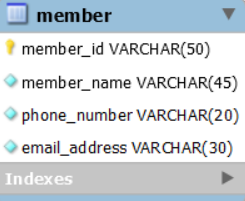 member
member_id VARCHAR(50)
member_name VARCHAR(45)
phone_number VARCHAR(20)
email_address VARCHAR(30)
Indexes